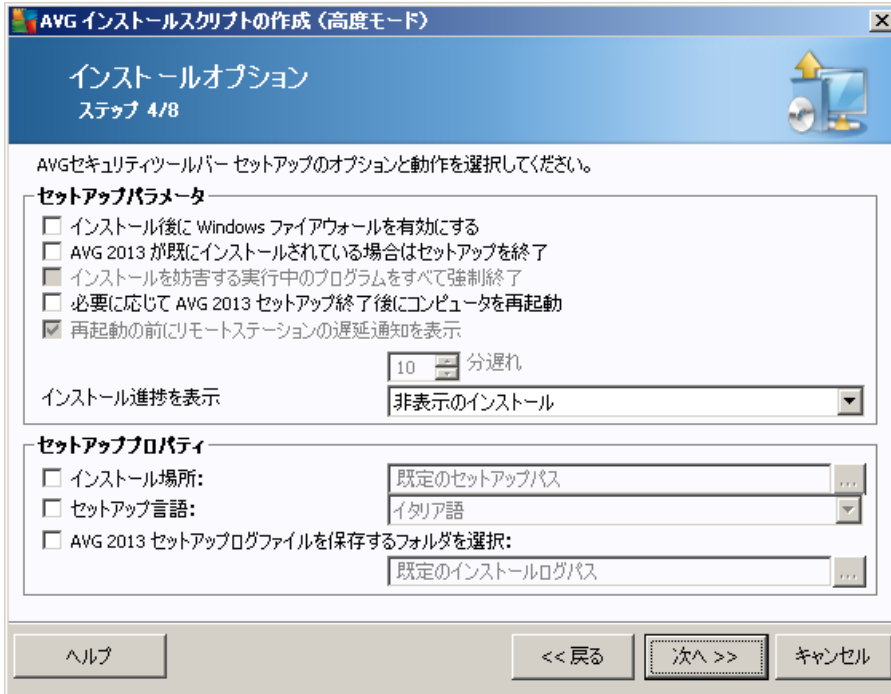 AVG インストールスクリプトの作成（高度モード）
インストールオプション
ステップ 4/8
AVGセキュリティツールバー セットアップのオプションと動作を選択してください。
セットアップパラメータ
インストール後に Windows ファイアウォールを有効にする
AVG 2013 が既にインストールされている場合はセットアップを終了
インストールを妨害する実行中のプログラムをすべて強制終了
必要に応じて AVG 2013 セットアップ終了後にコンピュータを再起動
再起動の前にリモートステーションの遅延通知を表示
10 分遅れ
インストール進捗を表示 非表示のインストール
セットアッププロパティ
インストール場所: 既定のセットアップパス ...
セットアップ言語: イタリア語
AVG 2013 セットアップログファイルを保存するフォルダを選択:
既定のインストールログパス ...
ヘルプ << 戻る 次へ >> キャンセル